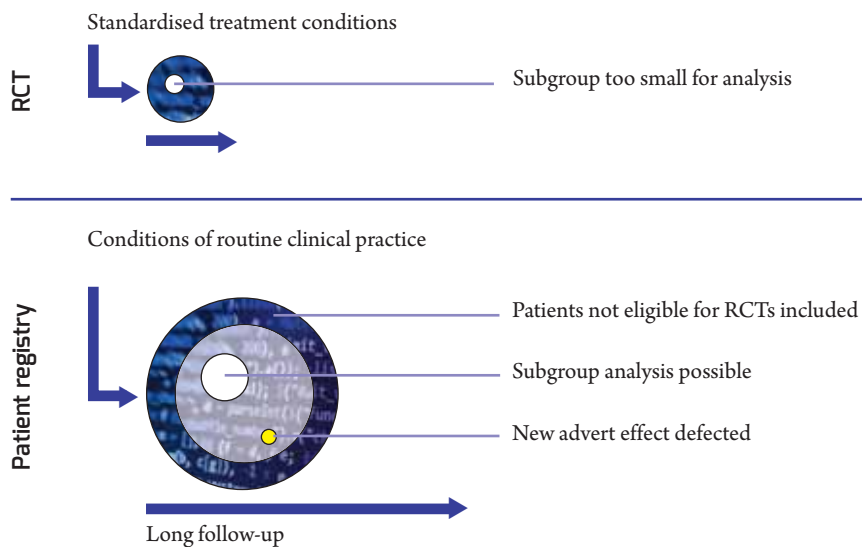 Standardised treatment conditions
RCT
Subgroup too small for analysis
Conditions of routine clinical practice
Patient registry
Patients not eligible for RCTs included
Subgroup analysis possible
New advert effect defected
Long follow-up